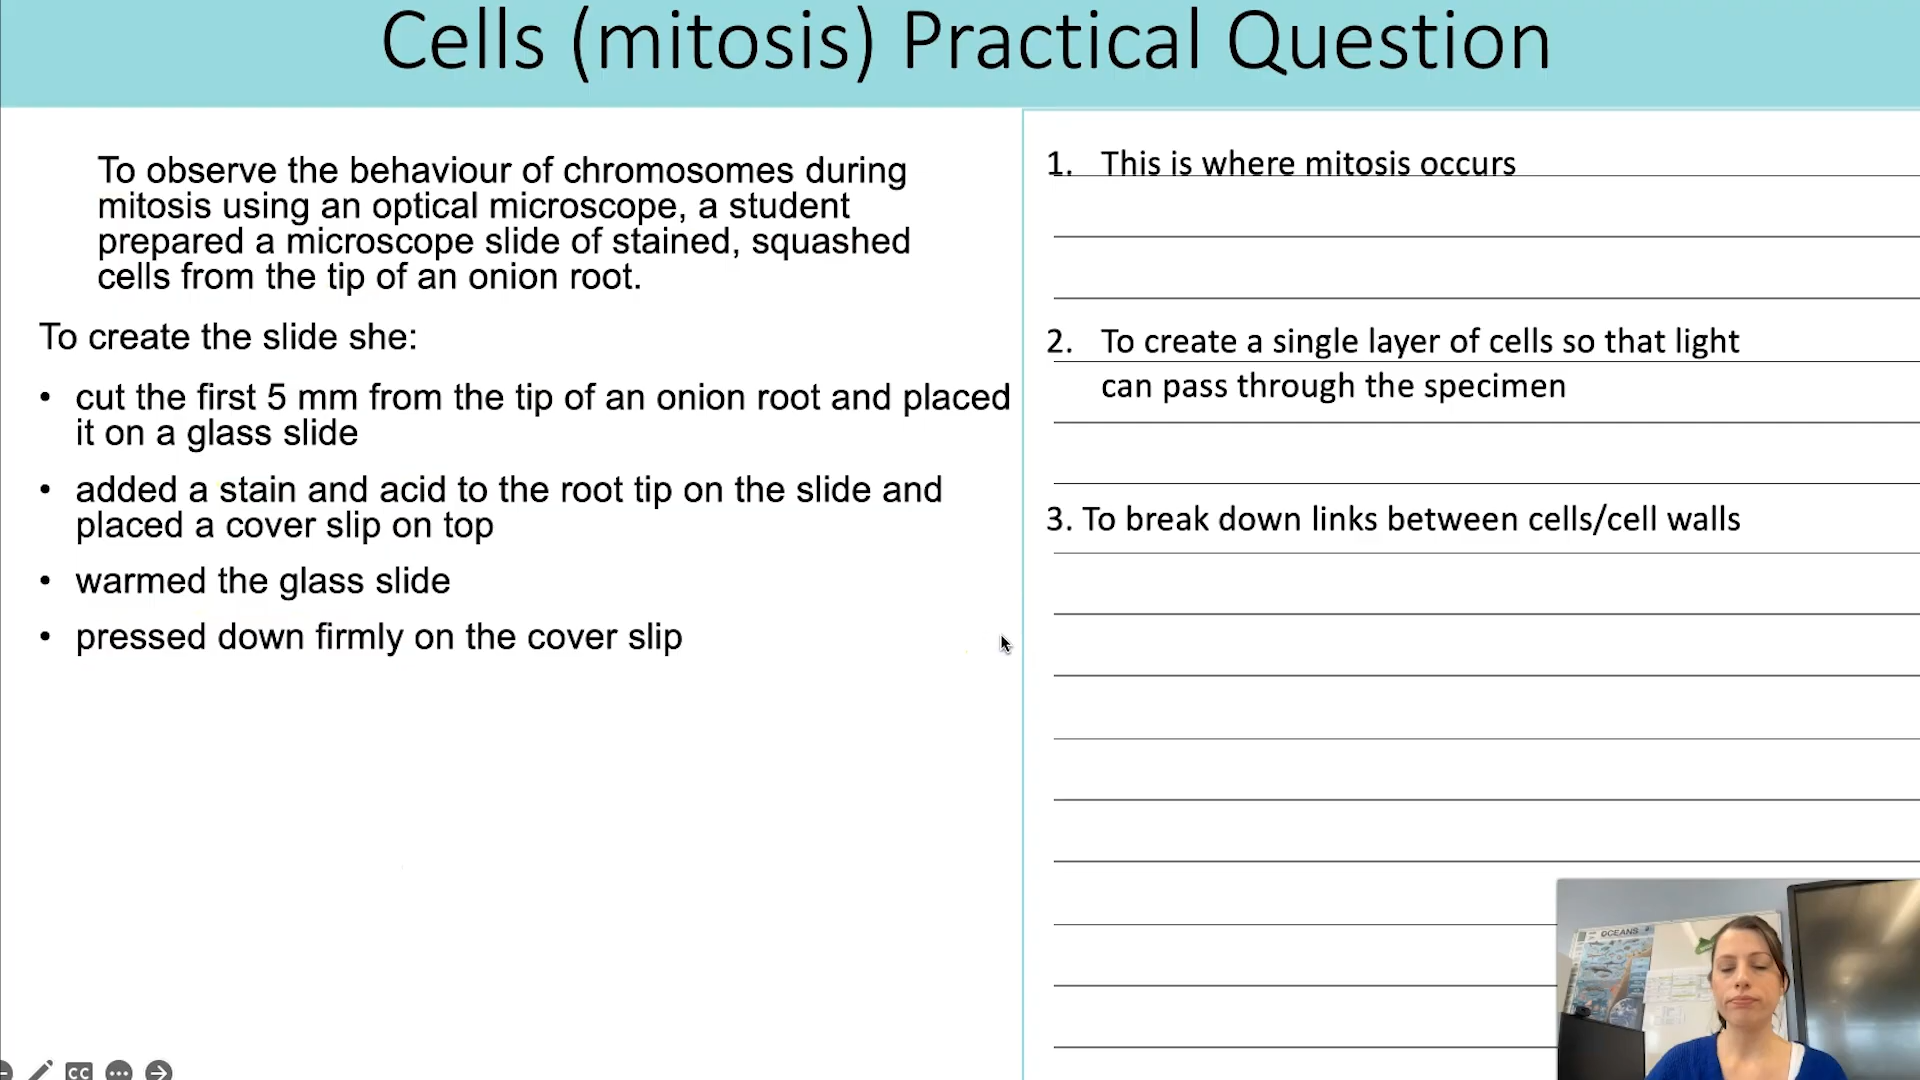 Cells (mitosis) Practical Question
To observe the behaviour of chromosomes during
mitosis using an optical microscope, a student
prepared a microscope slide of stained, squashed
cells from the tip of an onion root.
To create the slide she:
• cut the first 5 mm from the tip of an onion root and placed
it on a glass slide
• added a stain and acid to the root tip on the slide and
placed a cover slip on top
• warmed the glass slide
• pressed down firmly on the cover slip
1. This is where mitosis occurs
2. To create a single layer of cells so that light
can pass through the specimen
3. To break down links between cells/cell walls
OCEANS
CC